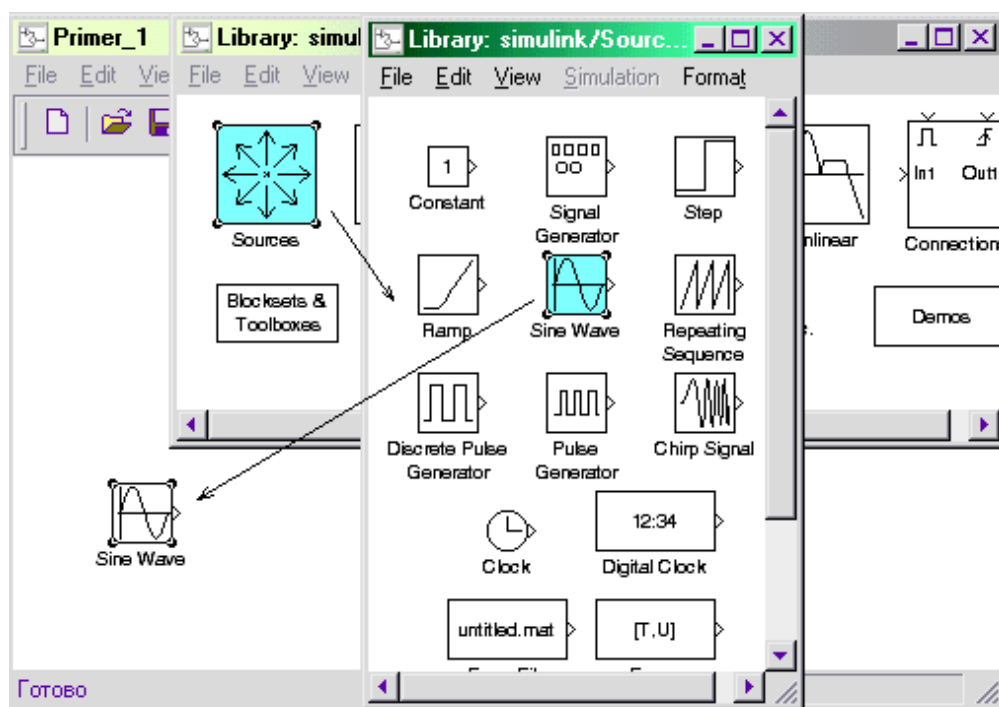 Primer_1
File Edit Vie
Library: simul
File Edit View
Library: simulink/Sourc...
File Edit View Simulation Format
Sources
Blocksets &
Toolboxes
1
Constant
Signal
Generator
Step
Ramp
Sine Wave
Repeating
Sequence
Discrete Pulse
Generator
Pulse
Generator
Chirp Signal
Clock
12:34
Digital Clock
untitled.mat
[T,U]
nlinear
In1 Out1
Connection
Demos
Sine Wave
Готово